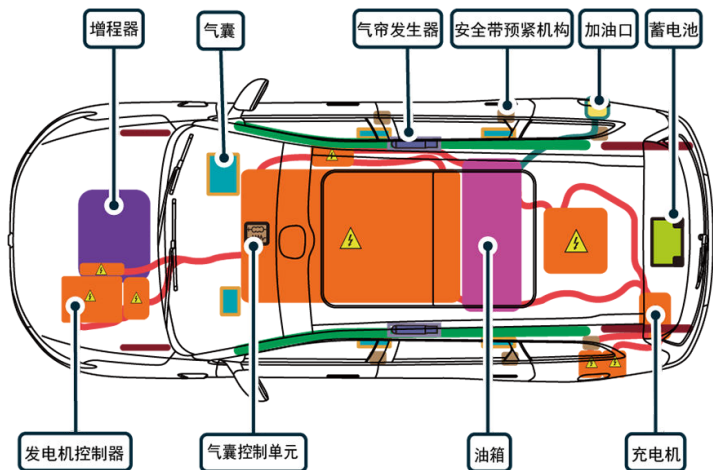 增程器
气囊
气帘发生器
安全带预紧机构
加油口
蓄电池
发电机控制器
气囊控制单元
油箱
充电机